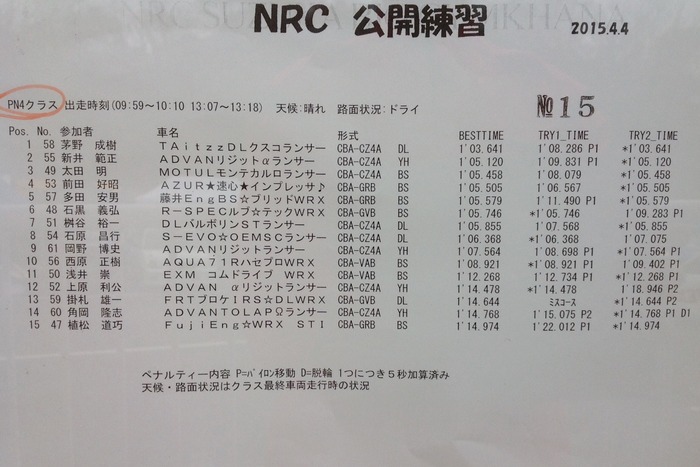 NRC 公開練習 2015.4.4
PN4クラス 出走時刻(09:59～10:10 13:07～13:18) 天候:晴れ 路面状況:ドライ №15
Pos. No. 参加者 車名 形式 BESTTIME TRY1_TIME TRY2_TIME
1 58 茅野 成樹 TAitzzDLクスコランサー CBA-CZ4A DL 1'03.641 1'08.286 P1 *1'03.641
2 55 新井 範正 ADVANリジットαランサー CBA-CZ4A YH 1'05.120 1'09.831 P1 *1'05.120
3 49 太田 明 MOTULモンテカルロランサー CBA-CZ4A BS 1'05.458 1'08.079 *1'05.458
4 53 前田 好昭 AZUR★速心★インプレッサ♪ CBA-GRB BS 1'05.505 1'06.567 *1'05.505
5 57 多田 安男 藤井EngBS☆ブリッドWRX CBA-GRB BS 1'05.579 1'11.490 P1 *1'05.579
6 48 石黒 義弘 R-SPECルブ☆テックWRX CBA-GVB BS 1'05.746 *1'05.746 1'09.283 P1
7 51 桝谷 裕一 DLバルボリンSTランサー CBA-CZ4A DL 1'05.855 1'07.568 *1'05.855
8 54 石原 昌行 S-EVO☆OEMSCランサー CBA-CZ4A DL 1'06.368 *1'06.368 1'07.075
9 61 岡野 博史 ADVANリジットランサー CBA-CZ4A YH 1'07.564 1'08.698 P1 *1'07.564 P1
10 56 西原 正樹 AQUA71RハセプロWRX CBA-VAB BS 1'08.921 *1'08.921 P1 1'09.402 P1
11 50 浅井 崇 EXM コムドライブ WRX CBA-VAB BS 1'12.268 1'12.734 P1 *1'12.268 P1
12 52 上原 利公 ADVAN αリジットランサー CBA-CZ4A YH 1'14.478 *1'14.478 1'18.946 P2
13 59 掛札 雄一 FRTブロケIRS☆DLWRX CBA-GVB DL 1'14.644 ミスコース *1'14.644 P2
14 60 角岡 隆志 ADVANTOLAPΩランサー CBA-CZ4A YH 1'14.768 1'15.075 P2 *1'14.768 P1 D1
15 47 植松 道巧 FujiEng☆WRX STI CBA-GRB BS 1'14.974 1'22.012 P1 *1'14.974
ペナルティー内容 P=パイロン移動 D=脱輪 1つにつき5秒加算済み
天候・路面状況はクラス最終車両走行時の状況